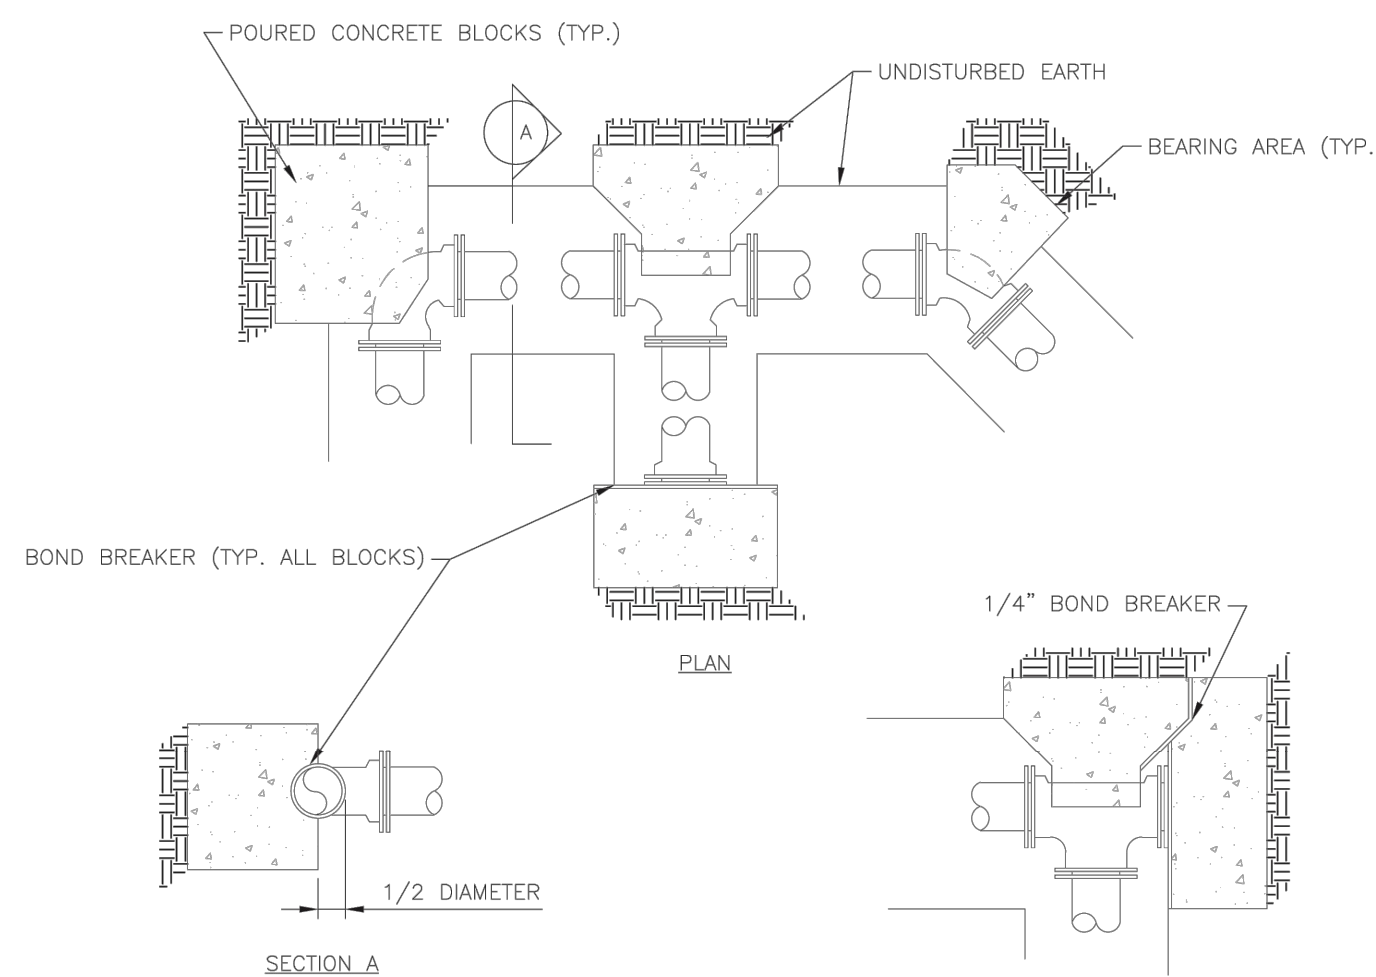 POURED CONCRETE BLOCKS (TYP.)
UNDISTURBED EARTH
A
BEARING AREA (TYP.
BOND BREAKER (TYP. ALL BLOCKS)
1/4" BOND BREAKER
PLAN
1/2 DIAMETER
SECTION A